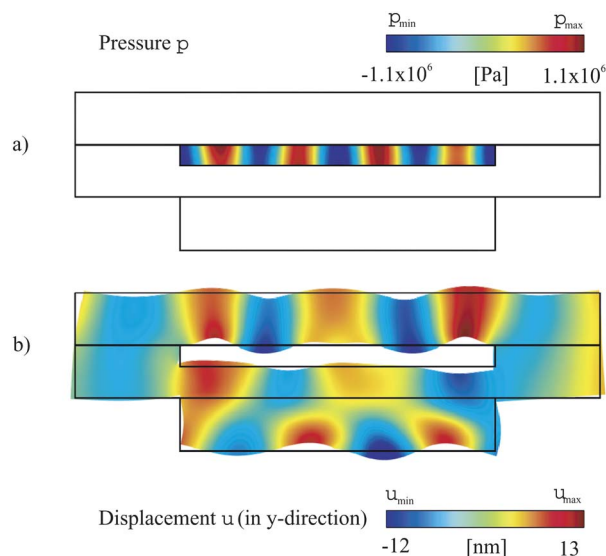 Pressure p
p_min p_max
-1.1x10^6 [Pa] 1.1x10^6
a)
b)
Displacement u (in y-direction)
u_min u_max
-12 [nm] 13